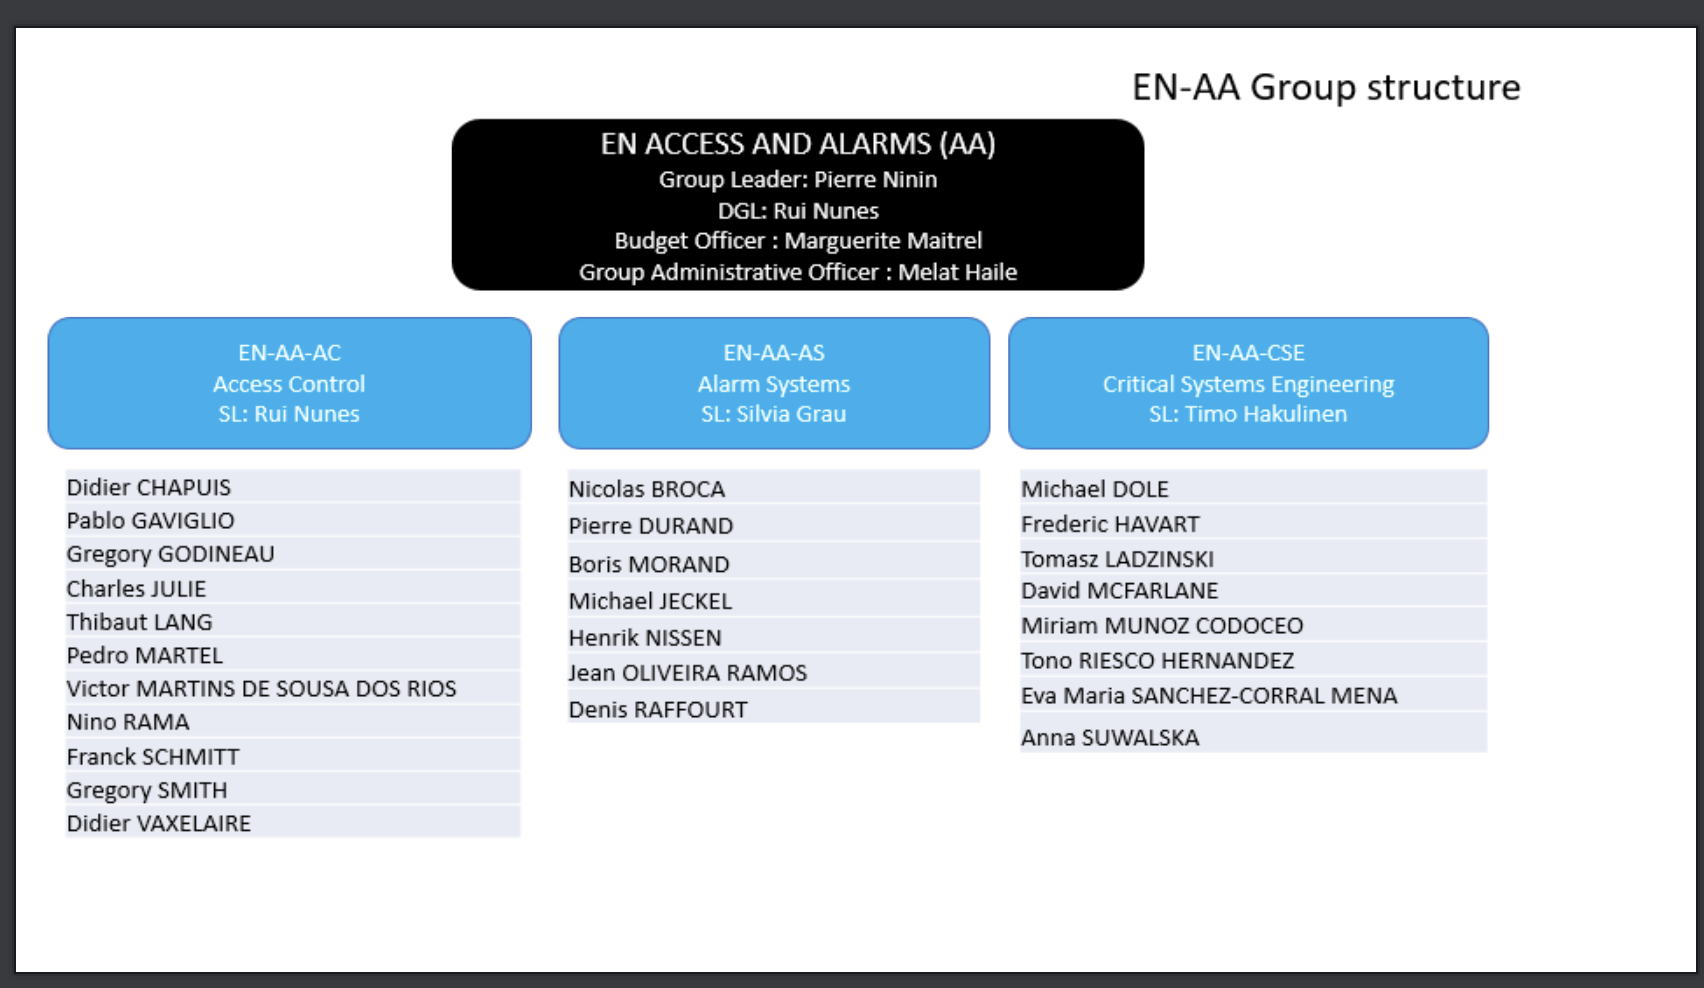 EN-AA Group structure
EN ACCESS AND ALARMS (AA)
Group Leader: Pierre Ninin
DGL: Rui Nunes
Budget Officer : Marguerite Maitrel
Group Administrative Officer : Melat Haile
EN-AA-AC
Access Control
SL: Rui Nunes
Didier CHAPUIS
Pablo GAVIGLIO
Gregory GODINEAU
Charles JULIE
Thibaut LANG
Pedro MARTEL
Victor MARTINS DE SOUSA DOS RIOS
Nino RAMA
Franck SCHMITT
Gregory SMITH
Didier VAXELAIRE
EN-AA-AS
Alarm Systems
SL: Silvia Grau
Nicolas BROCA
Pierre DURAND
Boris MORAND
Michael JECKEL
Henrik NISSEN
Jean OLIVEIRA RAMOS
Denis RAFFOURT
EN-AA-CSE
Critical Systems Engineering
SL: Timo Hakulinen
Michael DOLE
Frederic HAVART
Tomasz LADZINSKI
David MCFARLANE
Miriam MUNOZ CODOCEO
Tono RIESCO HERNANDEZ
Eva Maria SANCHEZ-CORRAL MENA
Anna SUWALSKA